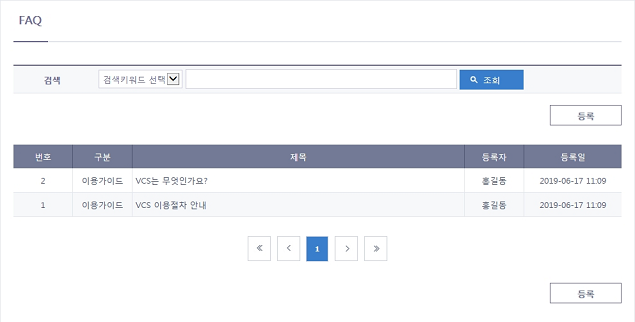 FAQ
검색 검색키워드 선택 조회
등록
번호 구분 제목 등록자 등록일
2 이용가이드 VCS는 무엇인가요? 홍길동 2019-06-17 11:09
1 이용가이드 VCS 이용절차 안내 홍길동 2019-06-17 11:09
1
등록